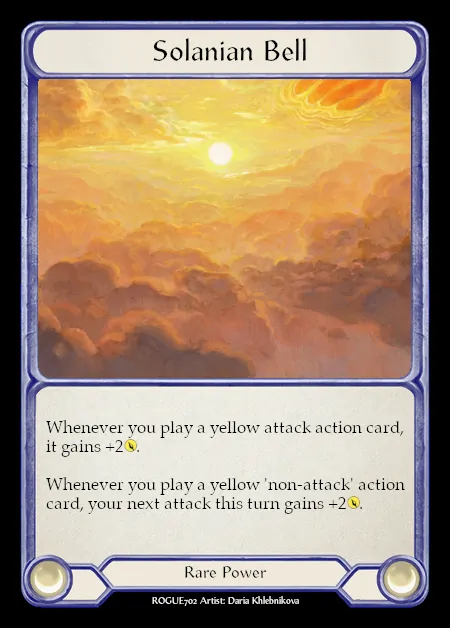 Solanian Bell
Whenever you play a yellow attack action card,
it gains +2.
Whenever you play a yellow 'non-attack' action
card, your next attack this turn gains +2.
Rare Power
ROGUE702 Artist: Daria Khlebnikova